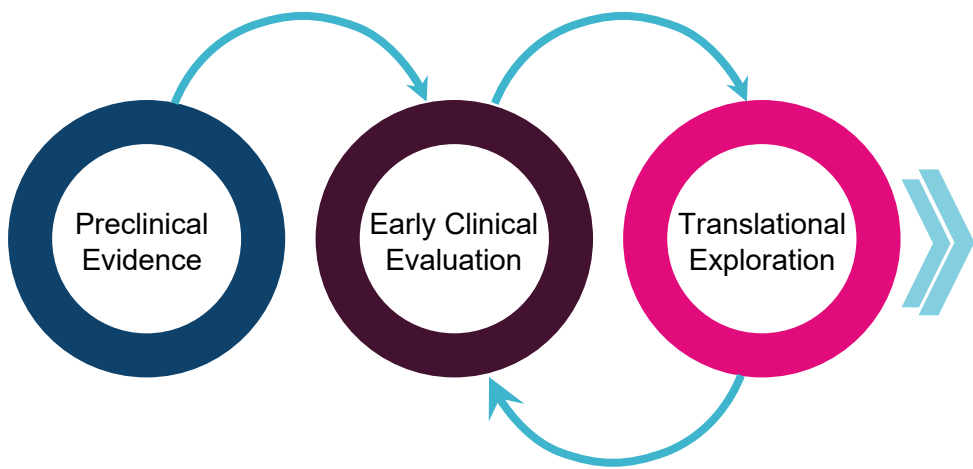 Preclinical
Evidence
Early Clinical
Evaluation
Translational
Exploration